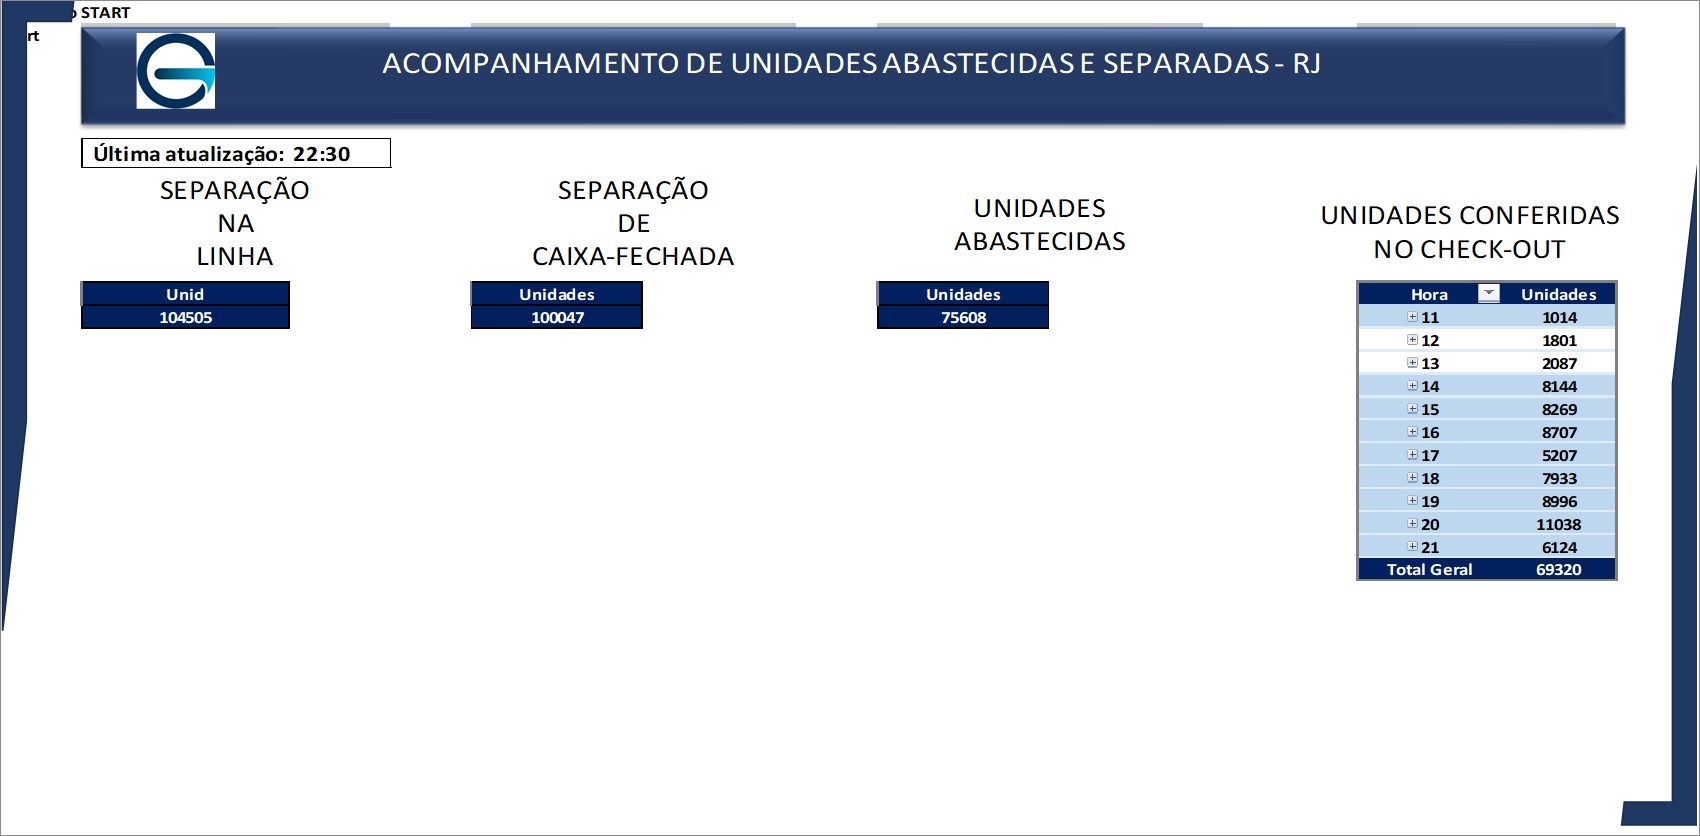 START
rt
ACOMPANHAMENTO DE UNIDADES ABASTECIDAS E SEPARADAS - RJ
Última atualização: 22:30
SEPARAÇÃO
NA
LINHA
Unid
104505
SEPARAÇÃO
DE
CAIXA-FECHADA
Unidades
100047
UNIDADES
ABASTECIDAS
Unidades
75608
UNIDADES CONFERIDAS
NO CHECK-OUT
Hora Unidades
11 1014
12 1801
13 2087
14 8144
15 8269
16 8707
17 5207
18 7933
19 8996
20 11038
21 6124
Total Geral 69320